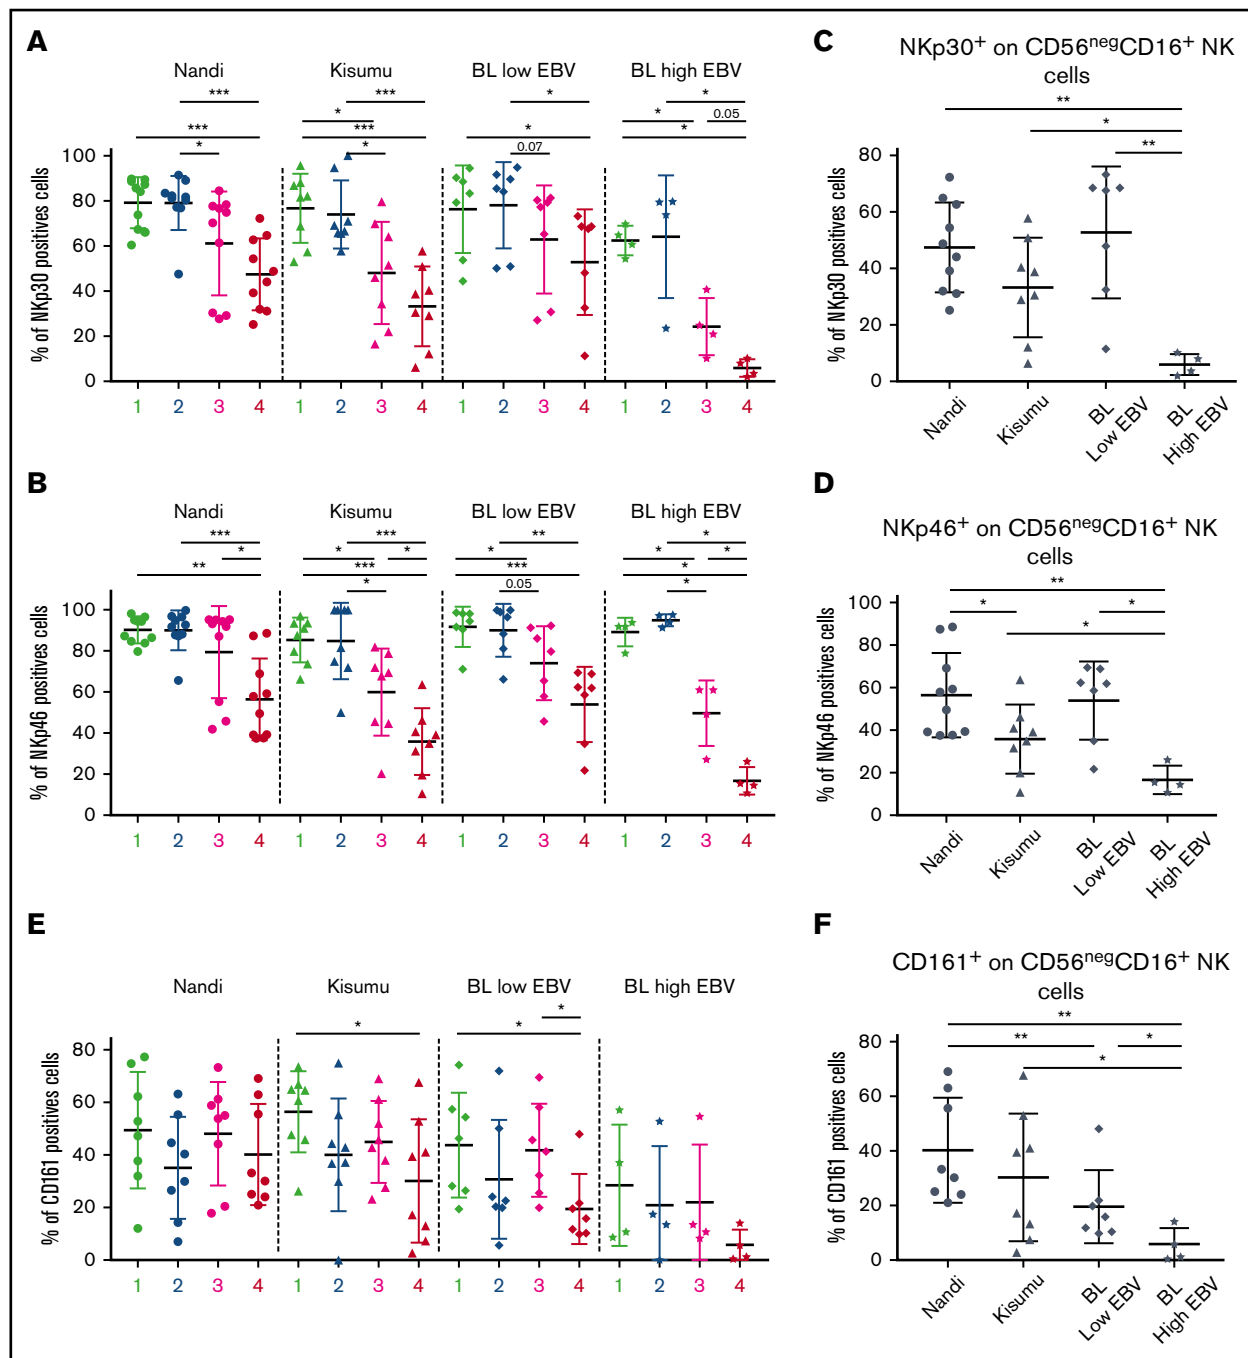 A
Nandi
Kisumu
BL low EBV
BL high EBV
***
***
*
***
*
***
*
*
*
0.07
*
*
0.05
*
% of NKp30 positives cells
100
80
60
40
20
0
1 2 3 4 1 2 3 4 1 2 3 4 1 2 3 4
C
NKp30+ on CD56negCD16+ NK
cells
**
*
**
% of NKp30 positives cells
80
60
40
20
0
Nandi
Kisumu
BL
Low EBV
BL
High EBV
B
Nandi
Kisumu
BL low EBV
BL high EBV
***
*
**
***
*
*
***
*
**
*
***
0.05
*
*
*
*
*
% of NKp46 positives cells
100
80
60
40
20
0
1 2 3 4 1 2 3 4 1 2 3 4 1 2 3 4
D
NKp46+ on CD56negCD16+ NK
cells
**
*
*
*
% of NKp46 positives cells
100
80
60
40
20
0
Nandi
Kisumu
BL
Low EBV
BL
High EBV
E
Nandi
Kisumu
BL low EBV
BL high EBV
*
*
*
% of CD161 positives cells
80
60
40
20
0
1 2 3 4 1 2 3 4 1 2 3 4 1 2 3 4
F
CD161+ on CD56negCD16+ NK
cells
**
**
*
*
% of CD161 positives cells
80
60
40
20
0
Nandi
Kisumu
BL
Low EBV
BL
High EBV